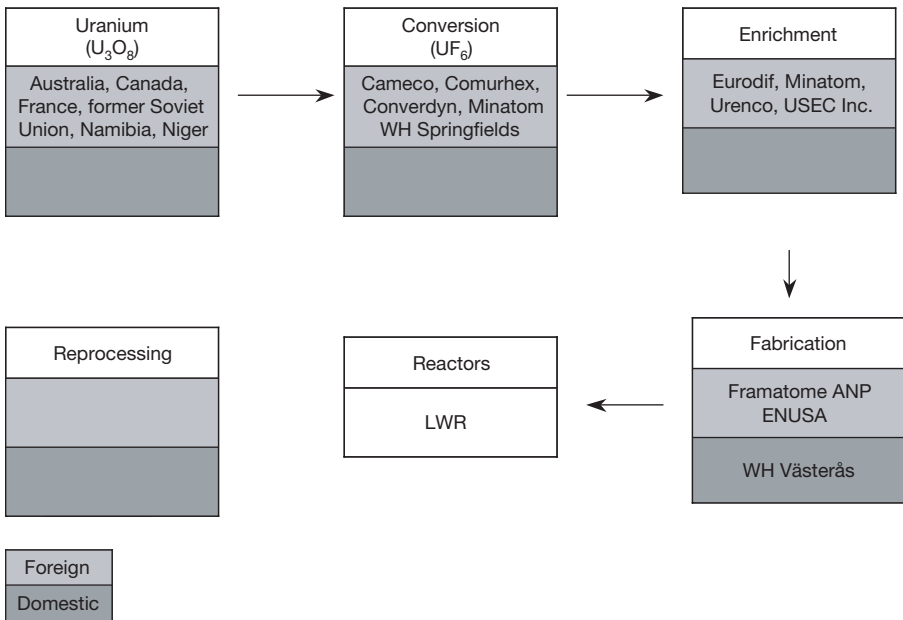 Uranium
(U₃O₈)
Australia, Canada,
France, former Soviet
Union, Namibia, Niger
Conversion
(UF₆)
Cameco, Comurhex,
Converdyn, Minatom
WH Springfields
Enrichment
Eurodif, Minatom,
Urenco, USEC Inc.
Reprocessing
Reactors
LWR
Fabrication
Framatome ANP
ENUSA
WH Västerås
Foreign
Domestic